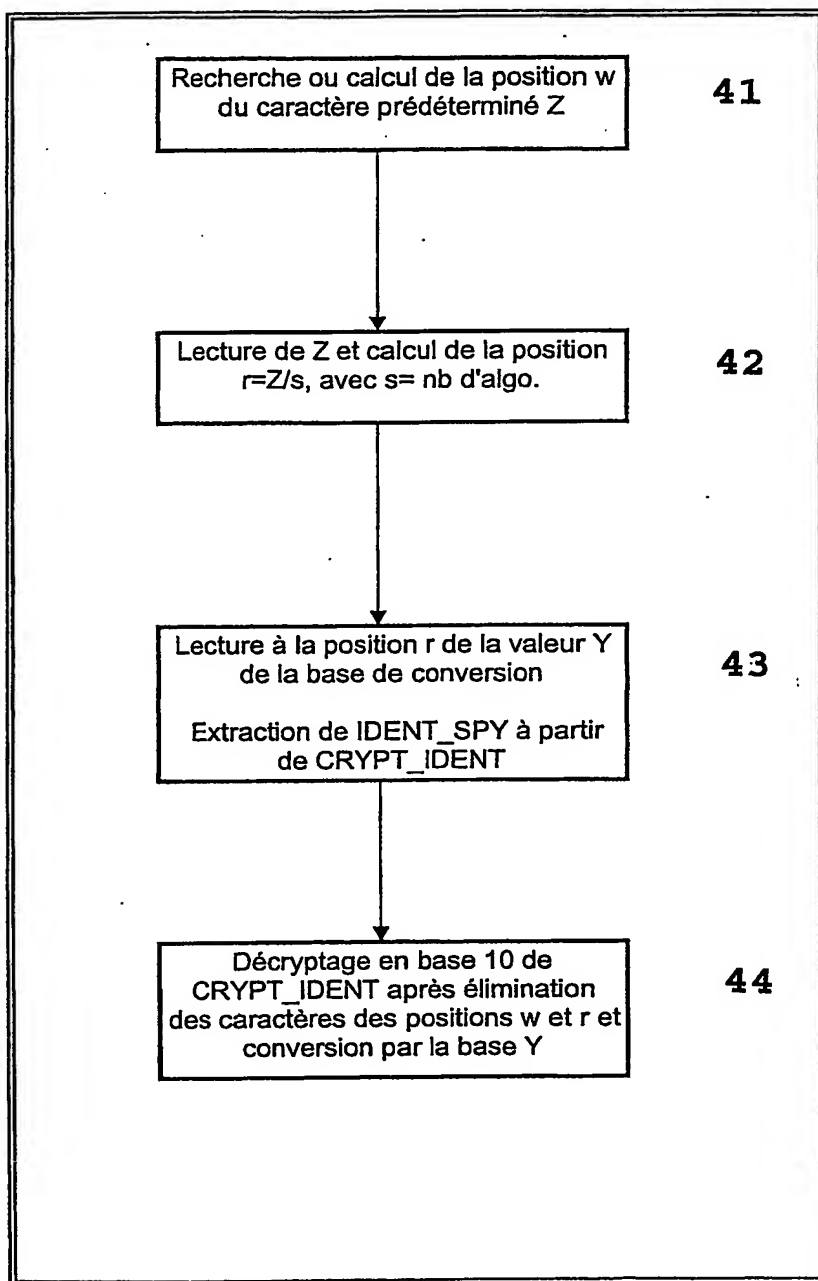 Recherche ou calcul de la position w
du caractère prédéterminé Z
41
Lecture de Z et calcul de la position
r=Z/s, avec s= nb d'algo.
42
Lecture à la position r de la valeur Y
de la base de conversion
43
Extraction de IDENT_SPY à partir
de CRYPT_IDENT
Décryptage en base 10 de
CRYPT_IDENT après élimination
des caractères des positions w et r et
conversion par la base Y
44